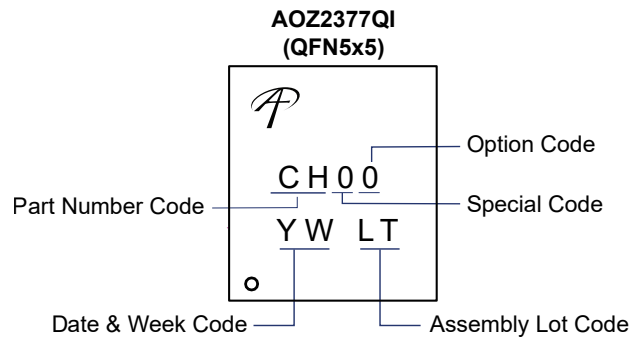 AOZ2377QI
(QFN5x5)
Option Code
CH00
Part Number Code
Special Code
YW LT
Date & Week Code
Assembly Lot Code